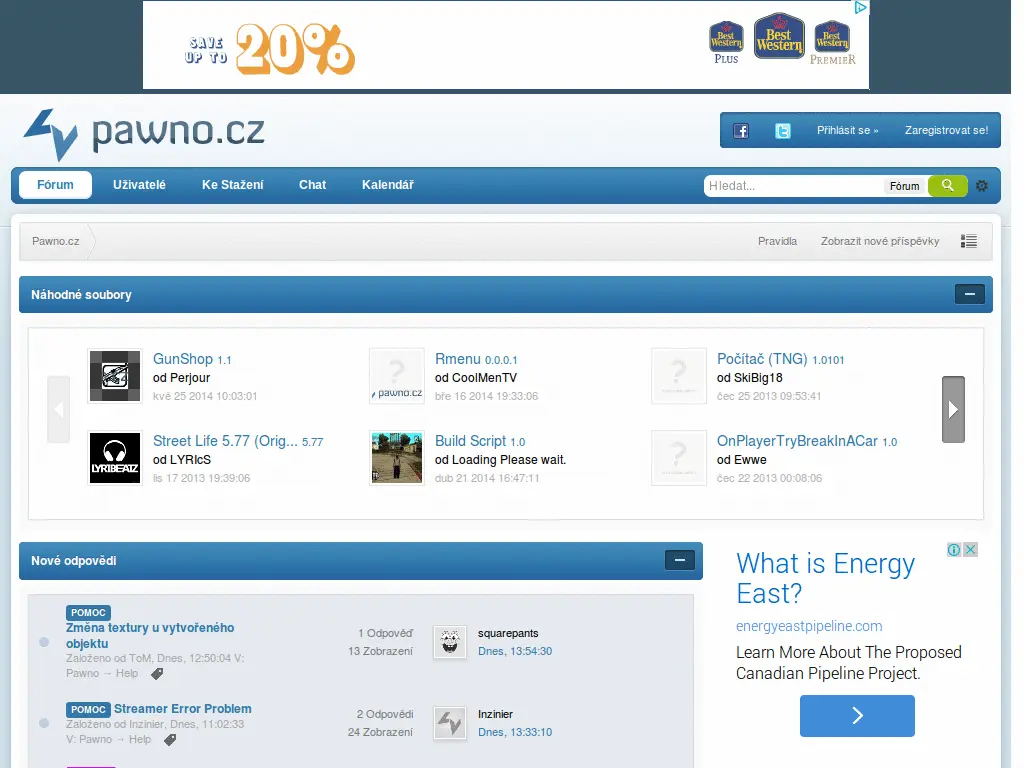 SAVE
UP TO 20%
Best Western PLUS
Best Western
Best Western PREMIER
pawno.cz
Přihlásit se »
Zaregistrovat se!
Fórum
Uživatelé
Ke Stažení
Chat
Kalendář
Hledat...
Fórum
Pawno.cz
Pravidla
Zobrazit nové příspěvky
Náhodné soubory
GunShop 1.1
od Perjour
kvě 25 2014 10:03:01
pawno.cz
Rmenu 0.0.0.1
od CoolMenTV
bře 16 2014 19:33:06
Počítač (TNG) 1.0101
od SkiBig18
čec 25 2013 09:53:41
LYRIBEATZ
Street Life 5.77 (Orig... 5.77
od LYRIcS
lis 17 2013 19:39:06
Build Script 1.0
od Loading Please wait.
dub 21 2014 16:47:11
OnPlayerTryBreakInACar 1.0
od Ewwe
čec 22 2013 00:08:06
Nové odpovědi
POMOC
Změna textury u vytvořeného
objektu
Založeno od ToM, Dnes, 12:50:04 V:
Pawno → Help
1 Odpověď
13 Zobrazení
squarepants
Dnes, 13:54:30
POMOC Streamer Error Problem
Založeno od Inzinier, Dnes, 11:02:33
V: Pawno → Help
2 Odpovědi
24 Zobrazení
Inzinier
Dnes, 13:33:10
What is Energy
East?
energyeastpipeline.com
Learn More About The Proposed
Canadian Pipeline Project.